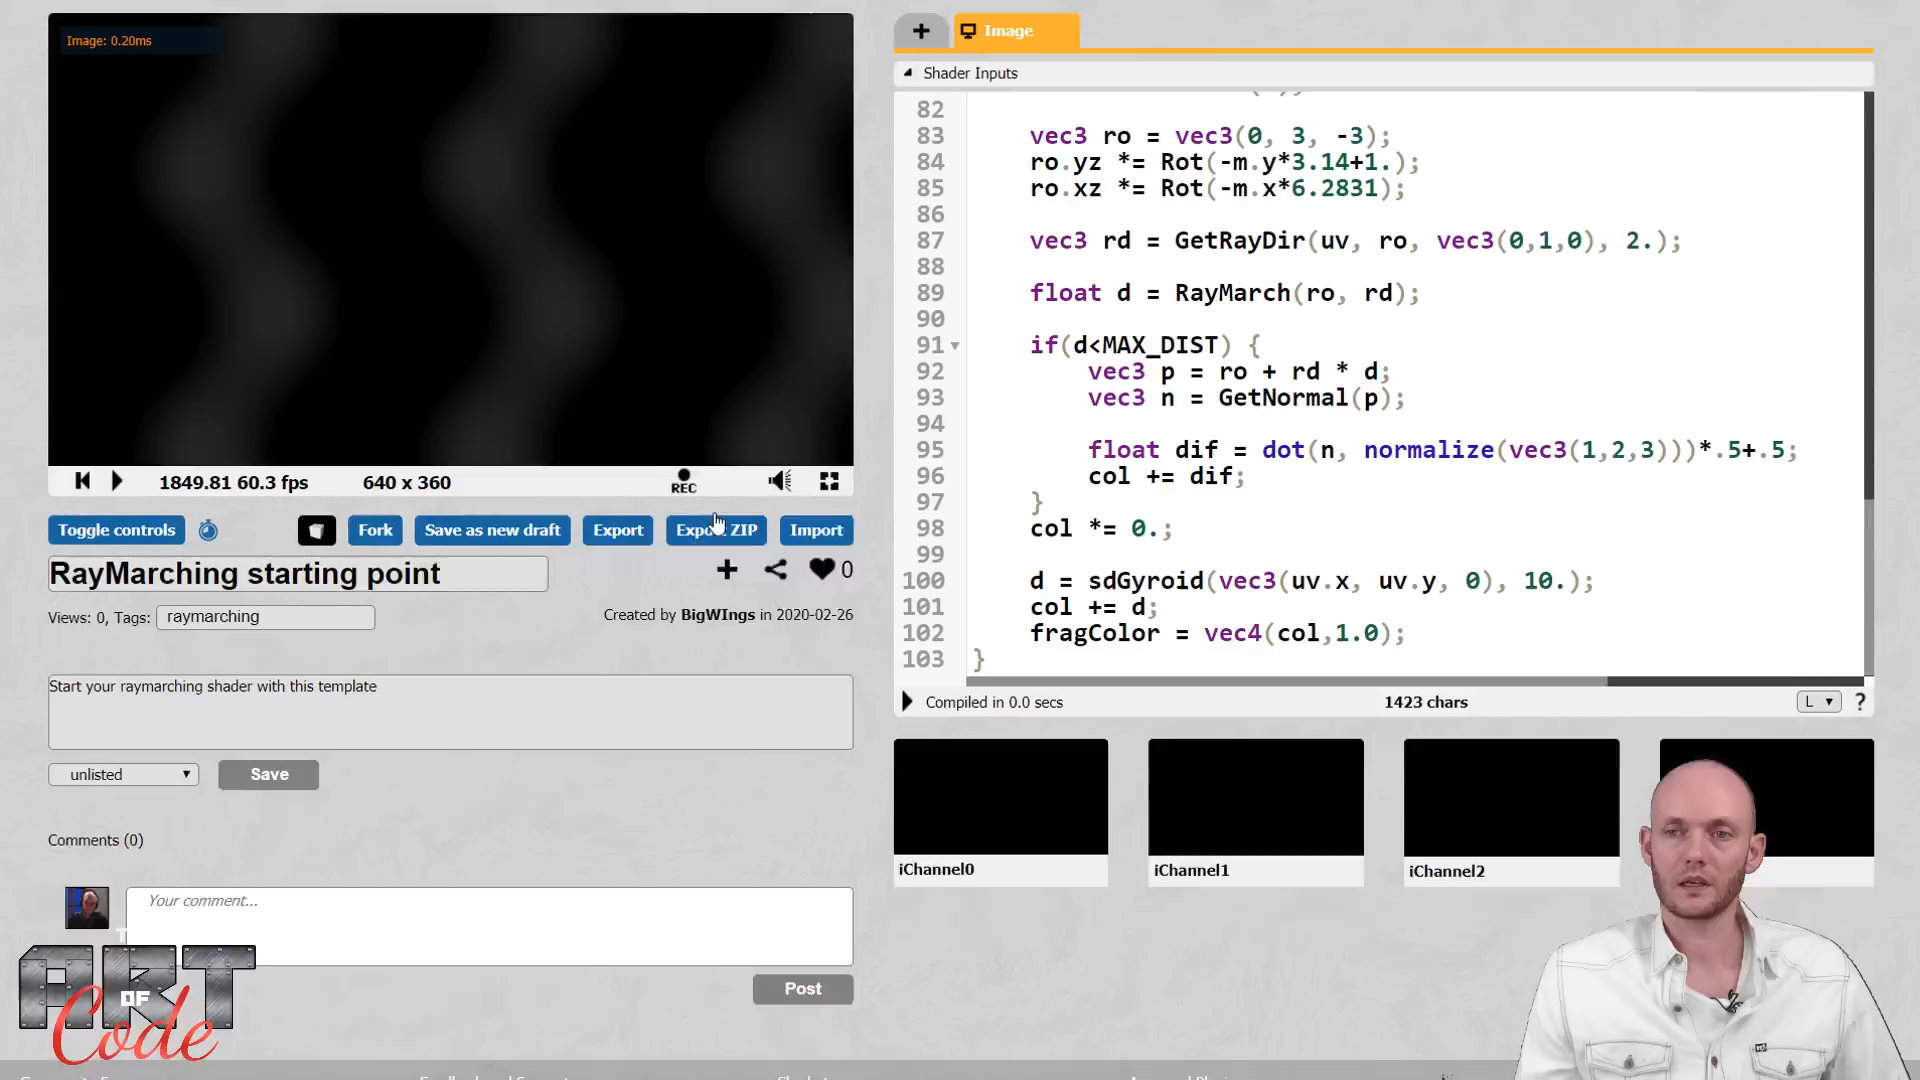 Image: 0.20ms
1849.81 60.3 fps
640 x 360
REC
Toggle controls
Fork
Save as new draft
Export
Export ZIP
Import
RayMarching starting point
0
Views: 0, Tags: raymarching
Created by BigWIngs in 2020-02-26
Start your raymarching shader with this template
unlisted
Save
Comments (0)
Your comment...
Post
ART
OF
Code
+
Image
Shader Inputs
82
83 vec3 ro = vec3(0, 3, -3);
84 ro.yz *= Rot(-m.y*3.14+1.);
85 ro.xz *= Rot(-m.x*6.2831);
86
87 vec3 rd = GetRayDir(uv, ro, vec3(0,1,0), 2.);
88
89 float d = RayMarch(ro, rd);
90
91 if(d<MAX_DIST) {
92 vec3 p = ro + rd * d;
93 vec3 n = GetNormal(p);
94
95 float dif = dot(n, normalize(vec3(1,2,3)))*.5+.5;
96 col += dif;
97 }
98 col *= 0.;
99
100 d = sdGyroid(vec3(uv.x, uv.y, 0), 10.);
101 col += d;
102 fragColor = vec4(col,1.0);
103 }
Compiled in 0.0 secs
1423 chars
L
?
iChannel0
iChannel1
iChannel2